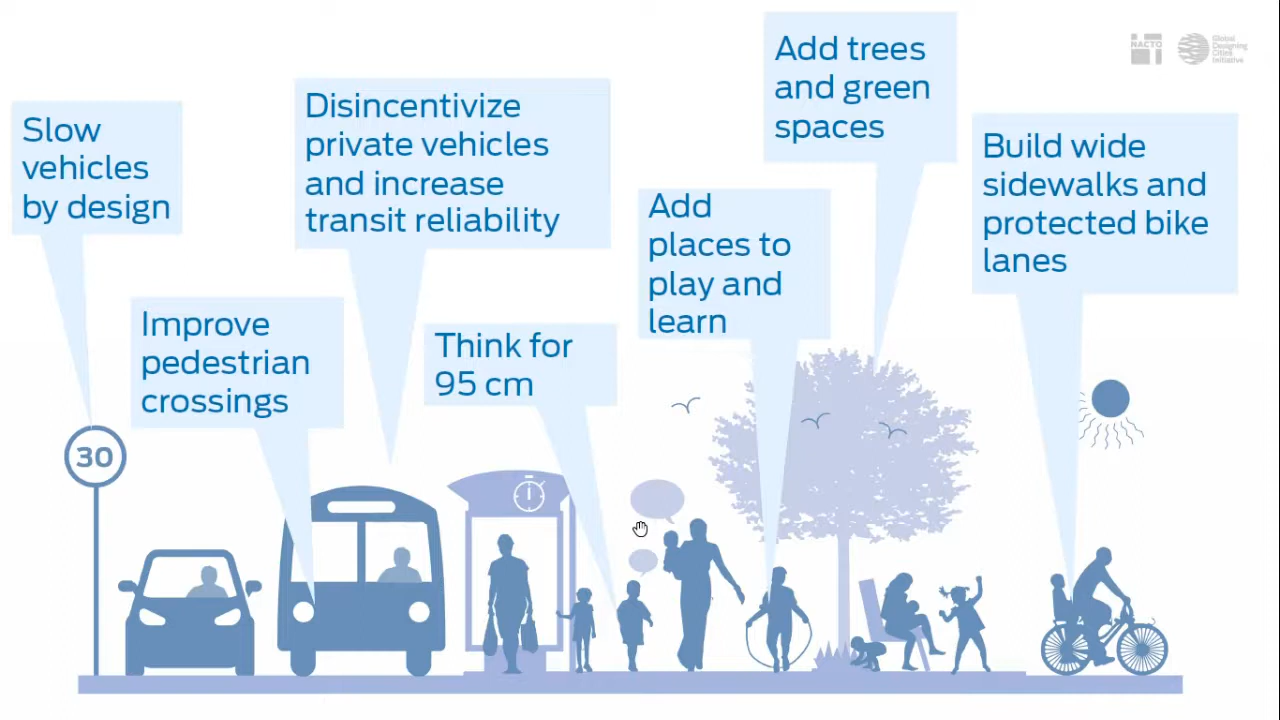 Slow
vehicles
by design
Improve
pedestrian
crossings
Disincentivize
private vehicles
and increase
transit reliability
Think for
95 cm
Add
places to
play and
learn
Add trees
and green
spaces
Build wide
sidewalks and
protected bike
lanes
NACTO
Global
Designing
Cities
Initiative
30